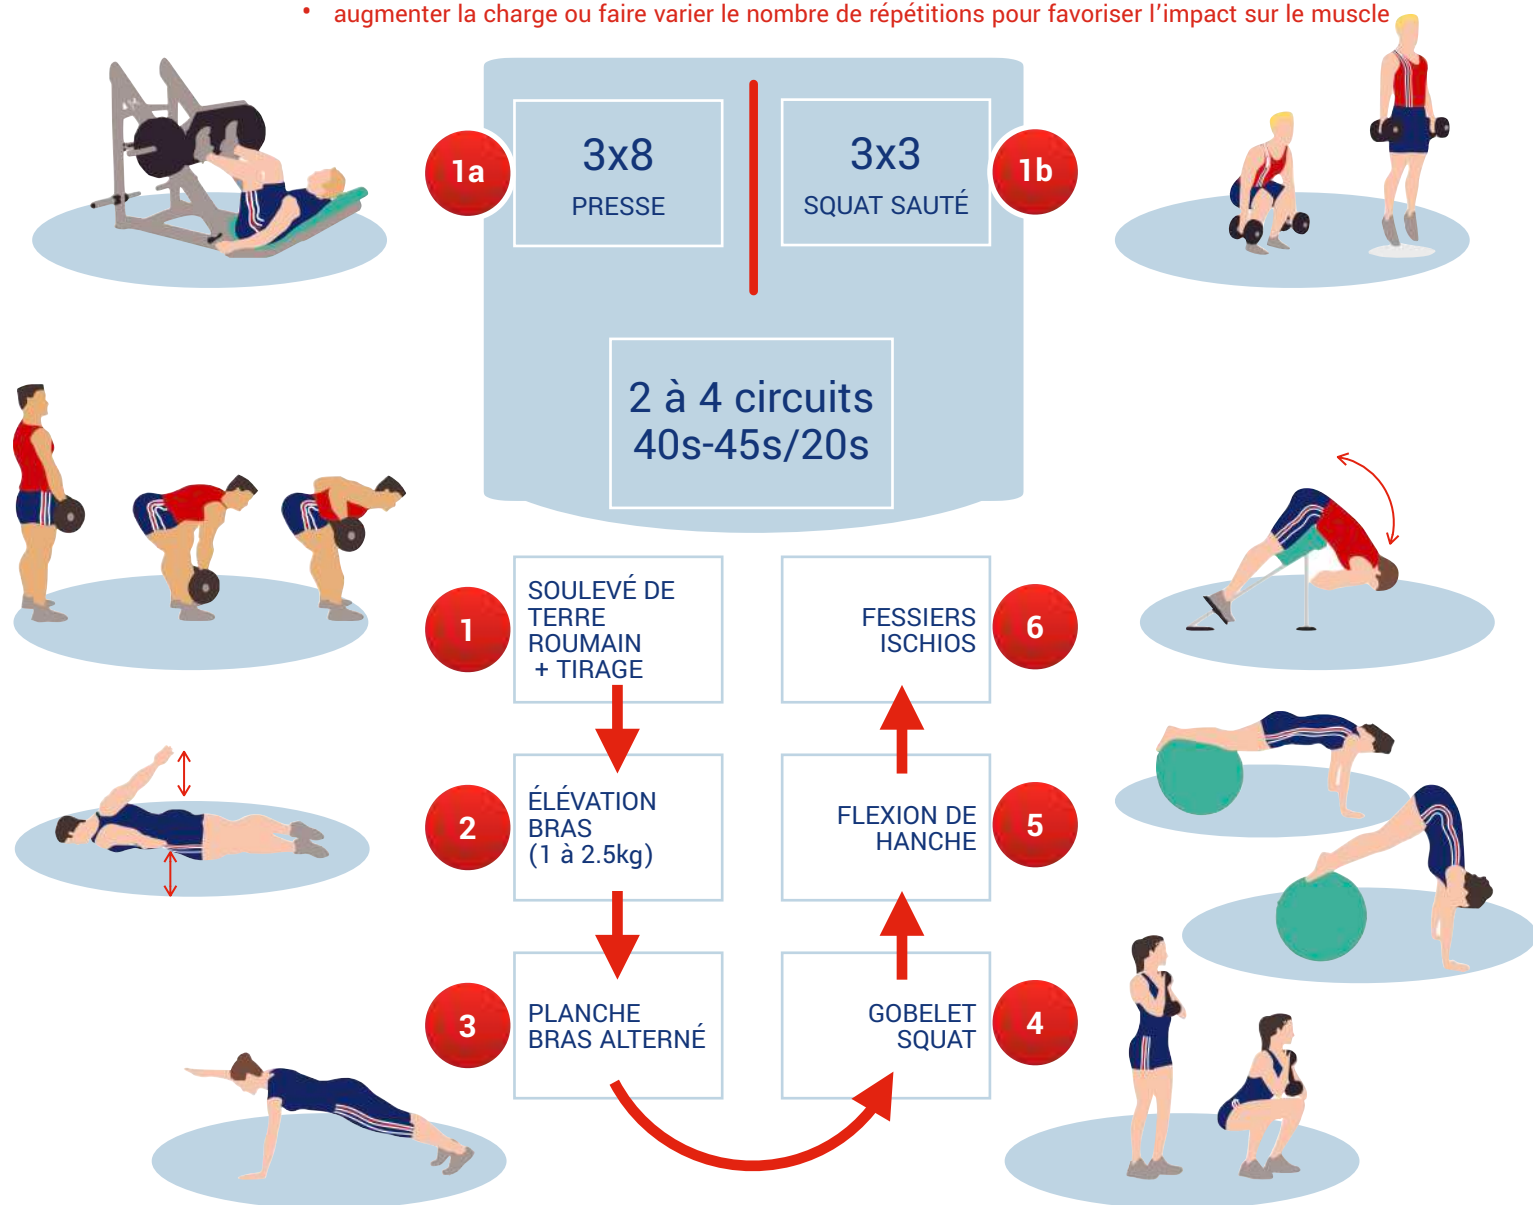 • augmenter la charge ou faire varier le nombre de répétitions pour favoriser l’impact sur le muscle
1a
3x8
PRESSE
3x3
SQUAT SAUTÉ
1b
2 à 4 circuits
40s-45s/20s
1
SOULEVÉ DE
TERRE
ROUMAIN
+ TIRAGE
FESSIERS
ISCHIOS
6
2
ÉLÉVATION
BRAS
(1 à 2.5kg)
FLEXION DE
HANCHE
5
3
PLANCHE
BRAS ALTERNÉ
GOBELET
SQUAT
4